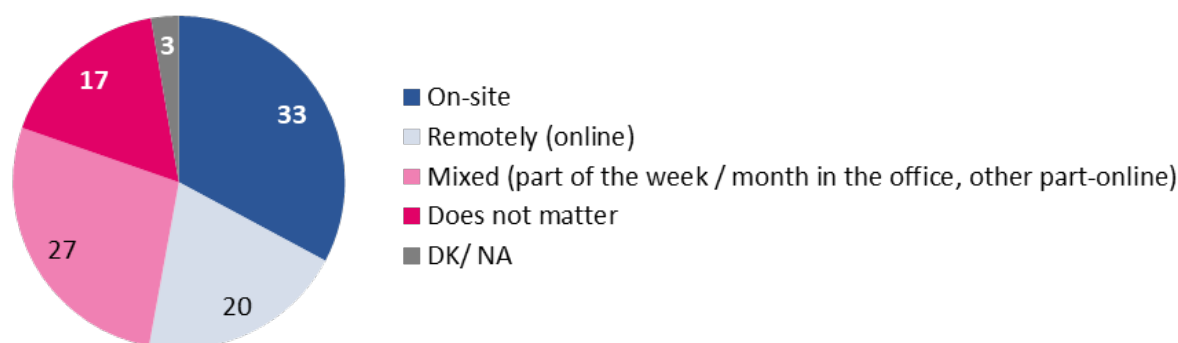 3
17
33
27
20
On-site
Remotely (online)
Mixed (part of the week / month in the office, other part-online)
Does not matter
DK/ NA